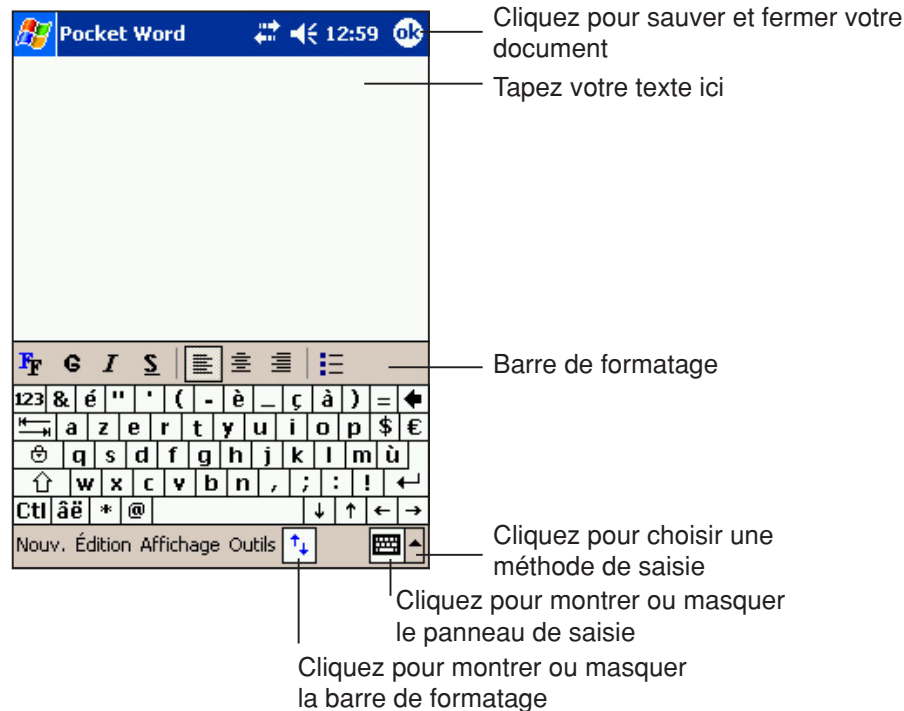 Pocket Word 12:59 ok
Cliquez pour sauver et fermer votre
document
Tapez votre texte ici
FF G I S
Barre de formatage
123 & é " ' ( - è _ ç à ) =
a z e r t y u i o p $ €
q s d f g h j k l m ù
w x c v b n , ; : !
Ctl âë * @ ↓ ↑ ← →
Nouv. Édition Affichage Outils
Cliquez pour choisir une
méthode de saisie
Cliquez pour montrer ou masquer
le panneau de saisie
Cliquez pour montrer ou masquer
la barre de formatage